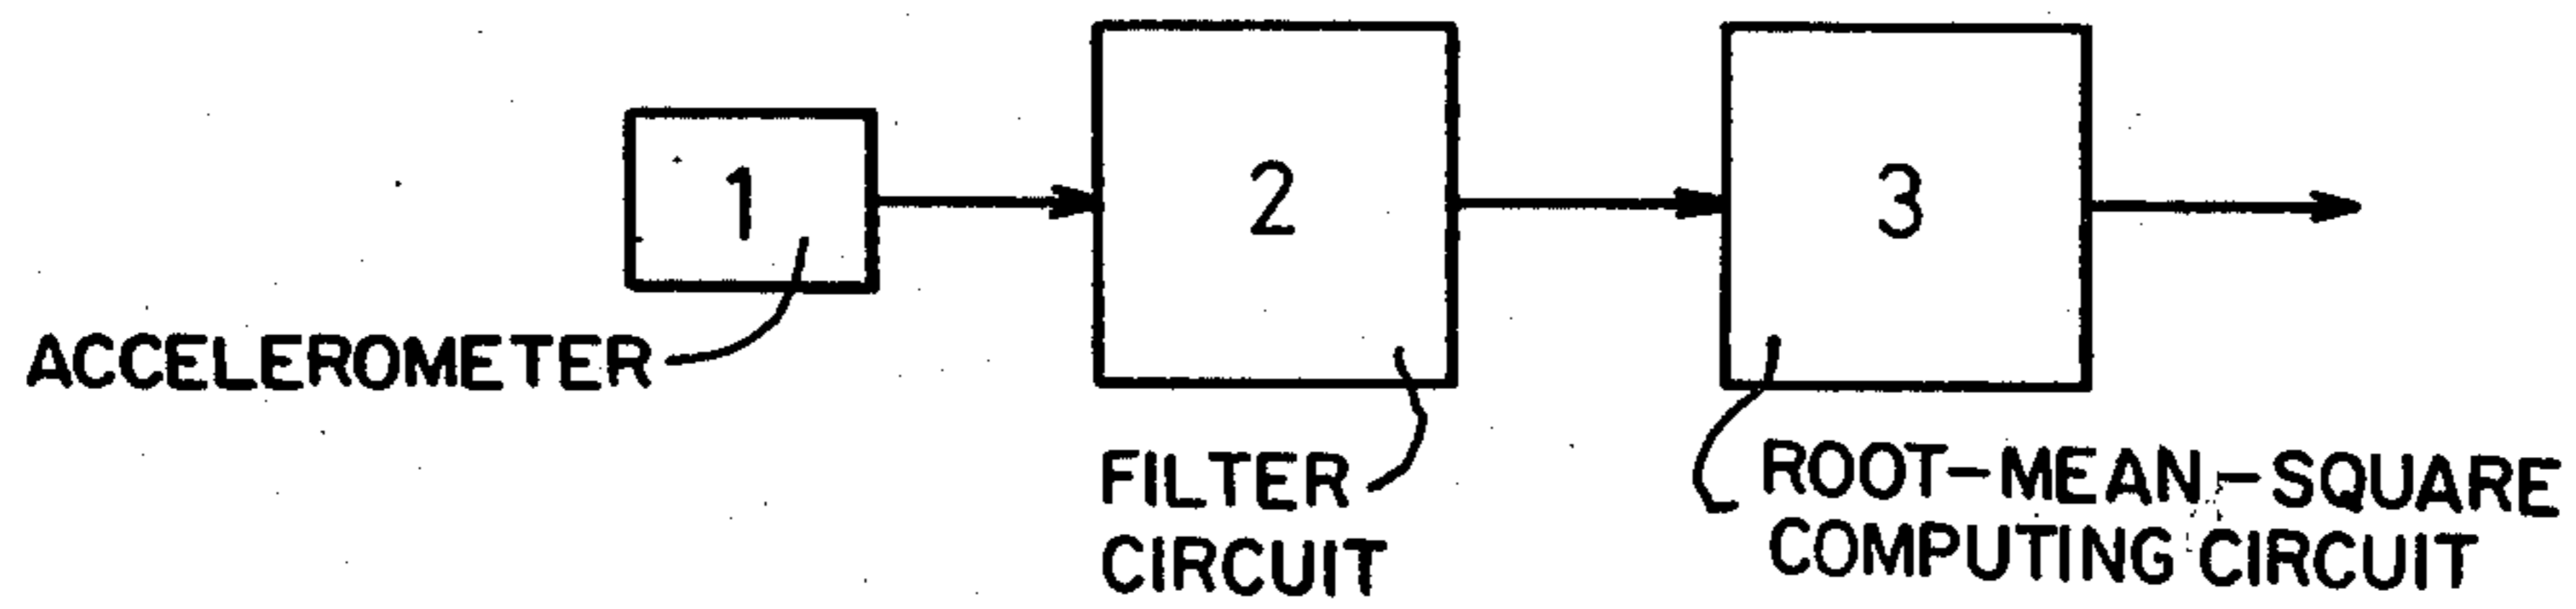 1
2
3
ACCELEROMETER
FILTER
CIRCUIT
ROOT-MEAN-SQUARE
COMPUTING CIRCUIT